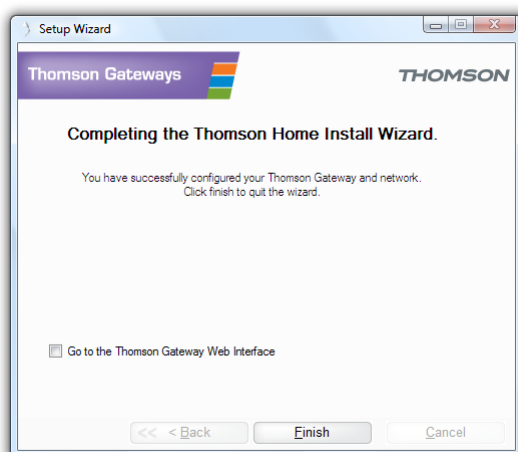 Setup Wizard
Thomson Gateways
THOMSON
Completing the Thomson Home Install Wizard.
You have successfully configured your Thomson Gateway and network.
Click finish to quit the wizard.
Go to the Thomson Gateway Web Interface
<< < Back
Finish
Cancel